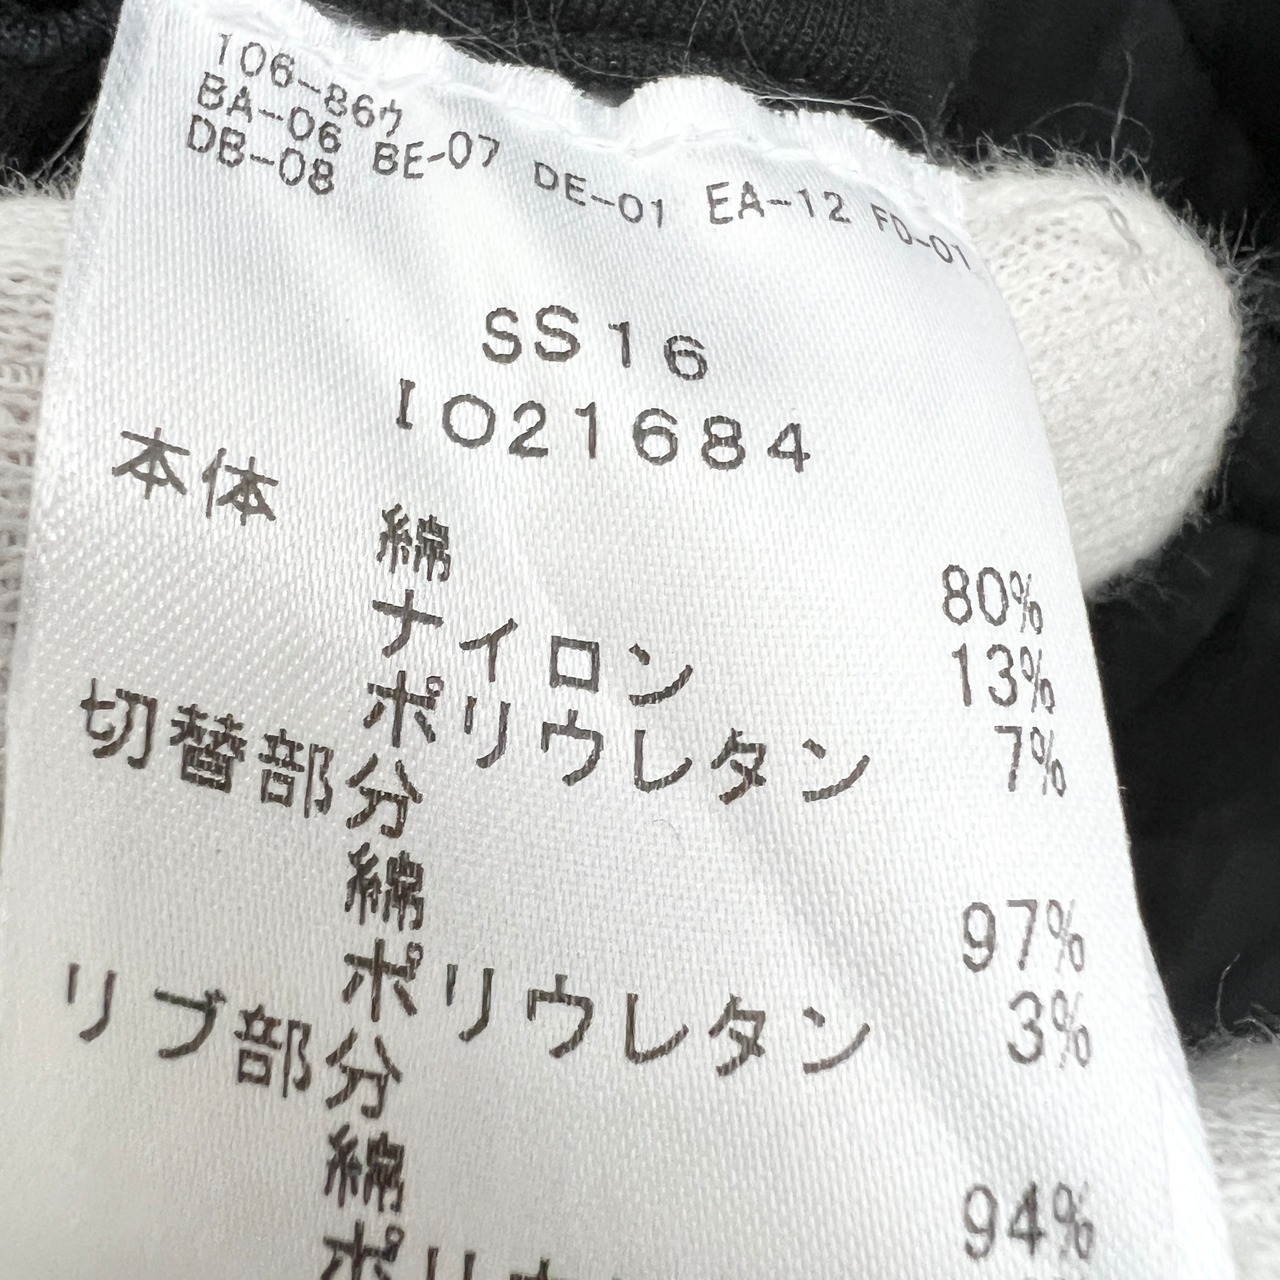 106-86ウ
BA-06 BE-07 DE-01 EA-12 FD-01
DB-08
SS16
IO21684
本体
綿 80%
ナイロン 13%
ポリウレタン 7%
切替部分
綿 97%
ポリウレタン 3%
リブ部分
綿 94%